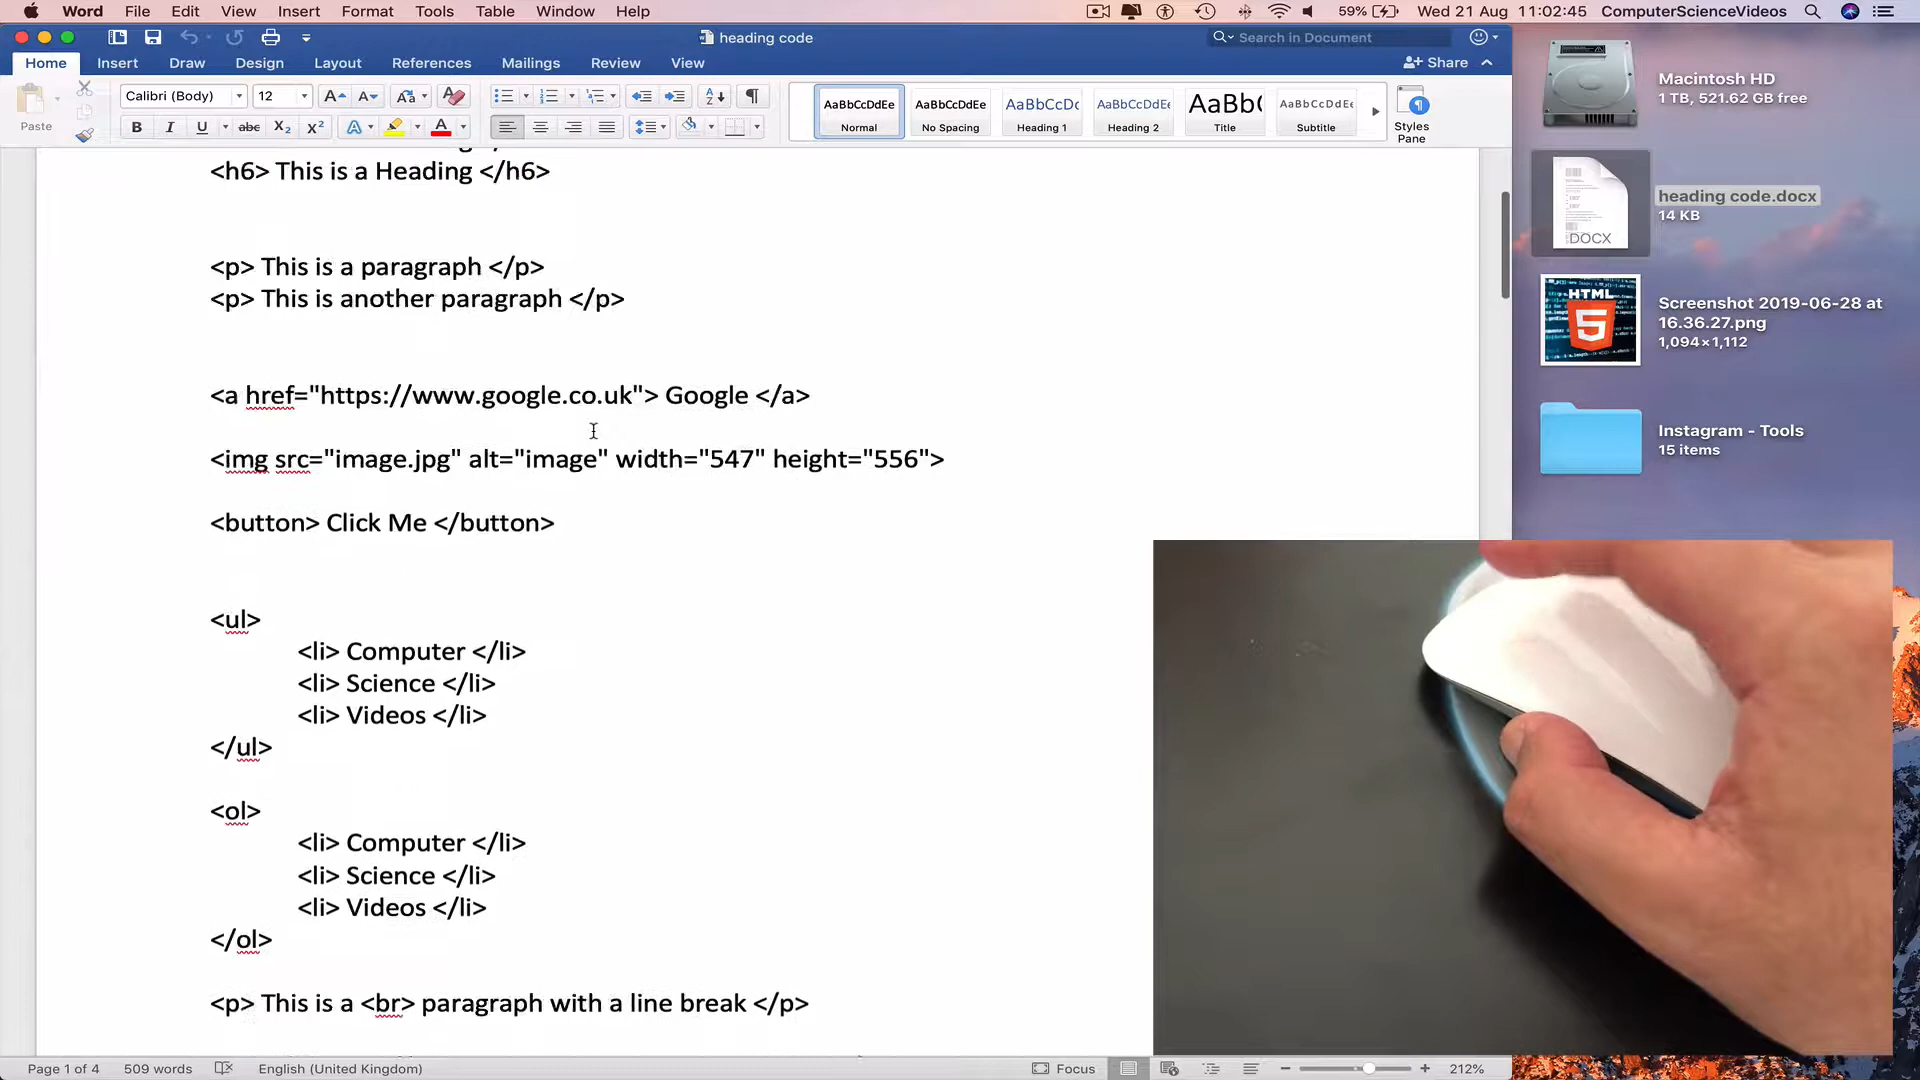 Word File Edit View Insert Format Tools Table Window Help 59% Wed 21 Aug 11:02:45 ComputerScienceVideos
heading code Search in Document
Home Insert Draw Design Layout References Mailings Review View Share
Paste Calibri (Body) 12
AaBbCcDdEe AaBbCcDdEe AaBbCcDc AaBbCcDdEe AaBb( AaBbCcDdEe
Normal No Spacing Heading 1 Heading 2 Title Subtitle Styles Pane
<h6> This is a Heading </h6>
<p> This is a paragraph </p>
<p> This is another paragraph </p>
<a href="https://www.google.co.uk"> Google </a>
<img src="image.jpg" alt="image" width="547" height="556">
<button> Click Me </button>
<ul>
<li> Computer </li>
<li> Science </li>
<li> Videos </li>
</ul>
<ol>
<li> Computer </li>
<li> Science </li>
<li> Videos </li>
</ol>
<p> This is a <br> paragraph with a line break </p>
Page 1 of 4 509 words English (United Kingdom) Focus 212%
Macintosh HD
1 TB, 521.62 GB free
DOCX
heading code.docx
14 KB
HTML
5
Screenshot 2019-06-28 at
16.36.27.png
1,094×1,112
Instagram - Tools
15 items